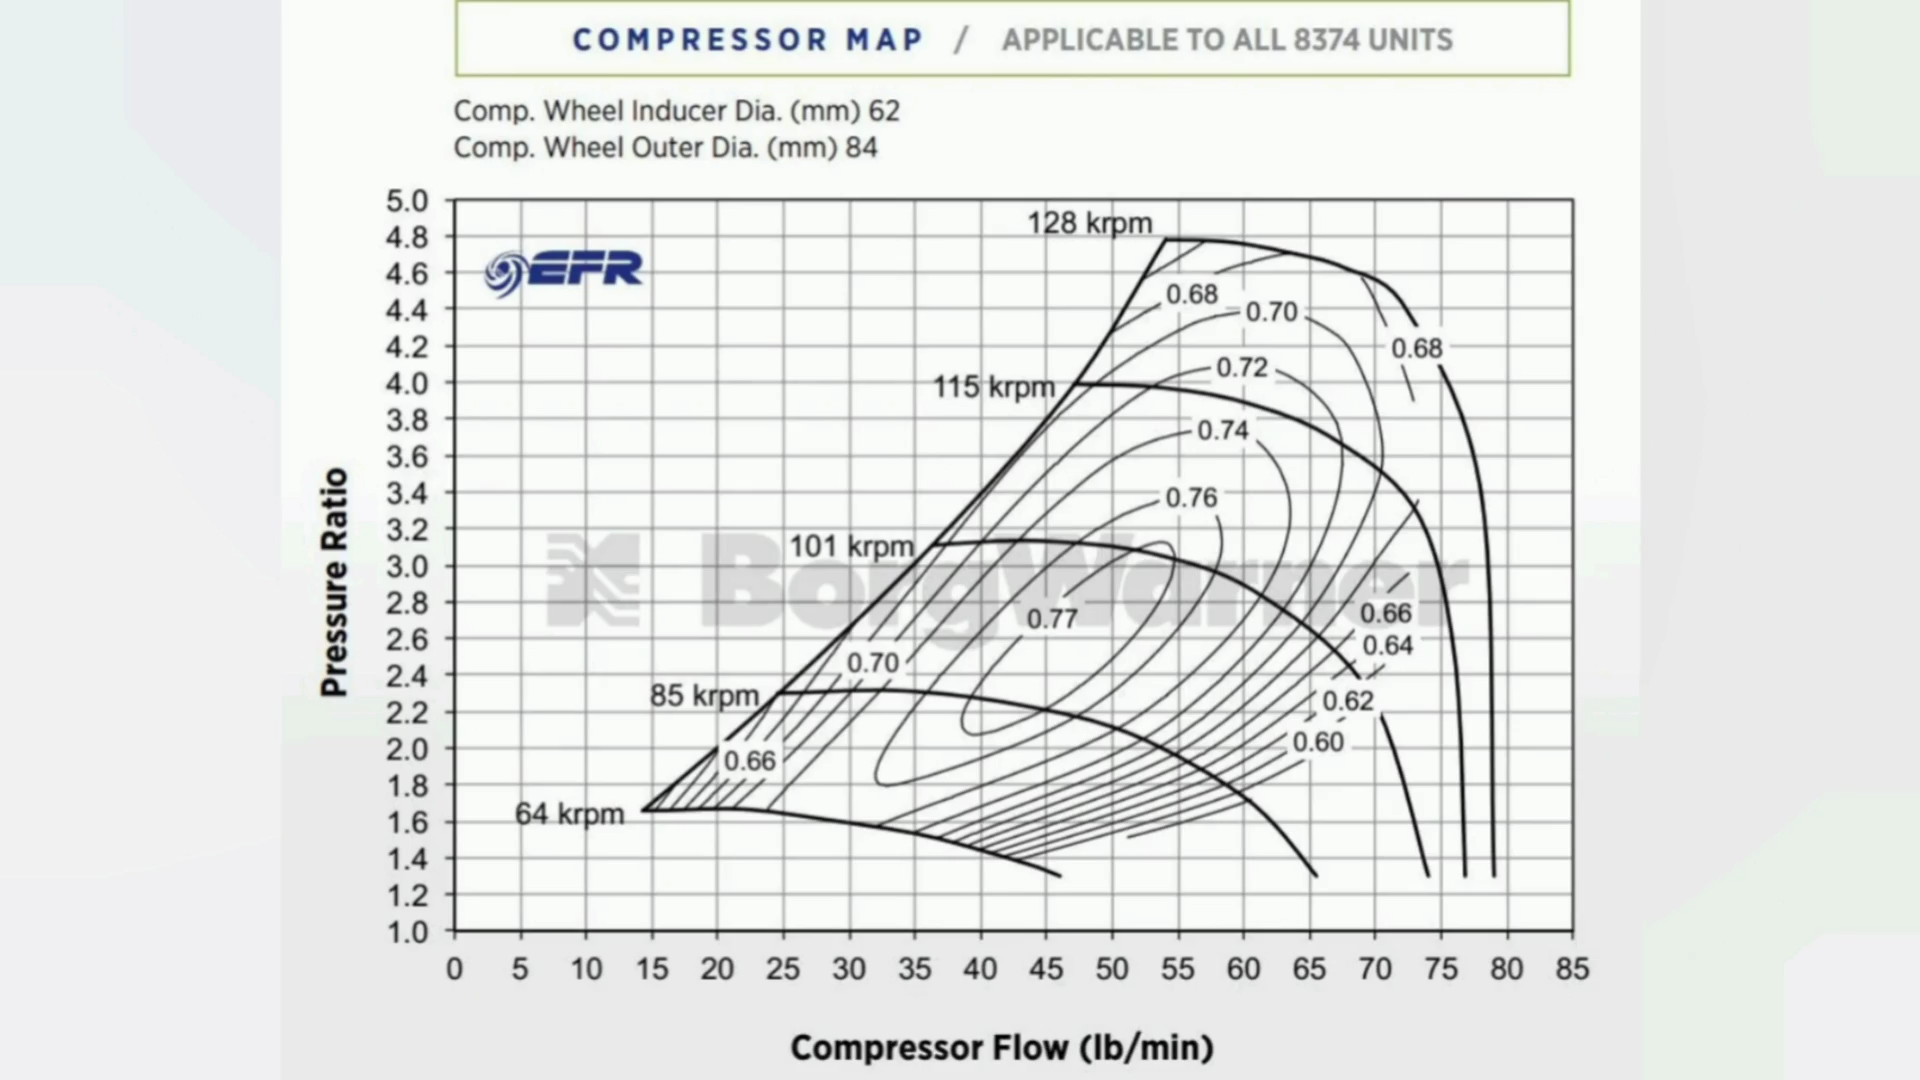 COMPRESSOR MAP / APPLICABLE TO ALL 8374 UNITS
Comp. Wheel Inducer Dia. (mm) 62
Comp. Wheel Outer Dia. (mm) 84
5.0
128 krpm
4.8
EFR
4.6
0.68
4.4
0.70
4.2
0.68
0.72
4.0
115 krpm
3.8
0.74
3.6
3.4
0.76
3.2
101 krpm
3.0
BorgWarner
2.8
0.77
0.66
2.6
0.64
0.70
2.4
85 krpm
0.62
2.2
2.0
0.60
0.66
1.8
64 krpm
1.6
1.4
1.2
1.0
Pressure Ratio
0 5 10 15 20 25 30 35 40 45 50 55 60 65 70 75 80 85
Compressor Flow (lb/min)